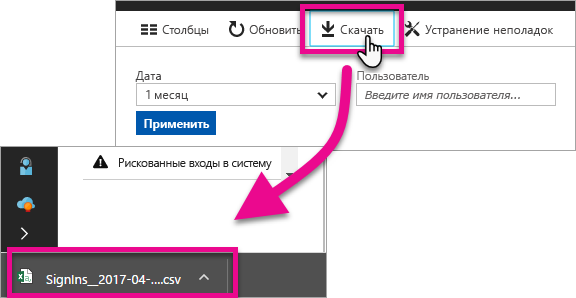 Столбцы Обновить Скачать Устранение неполадок
Дата Пользователь
1 месяц Введите имя пользователя...
Применить
Рискованные входы в систему
SignIns__2017-04-....csv